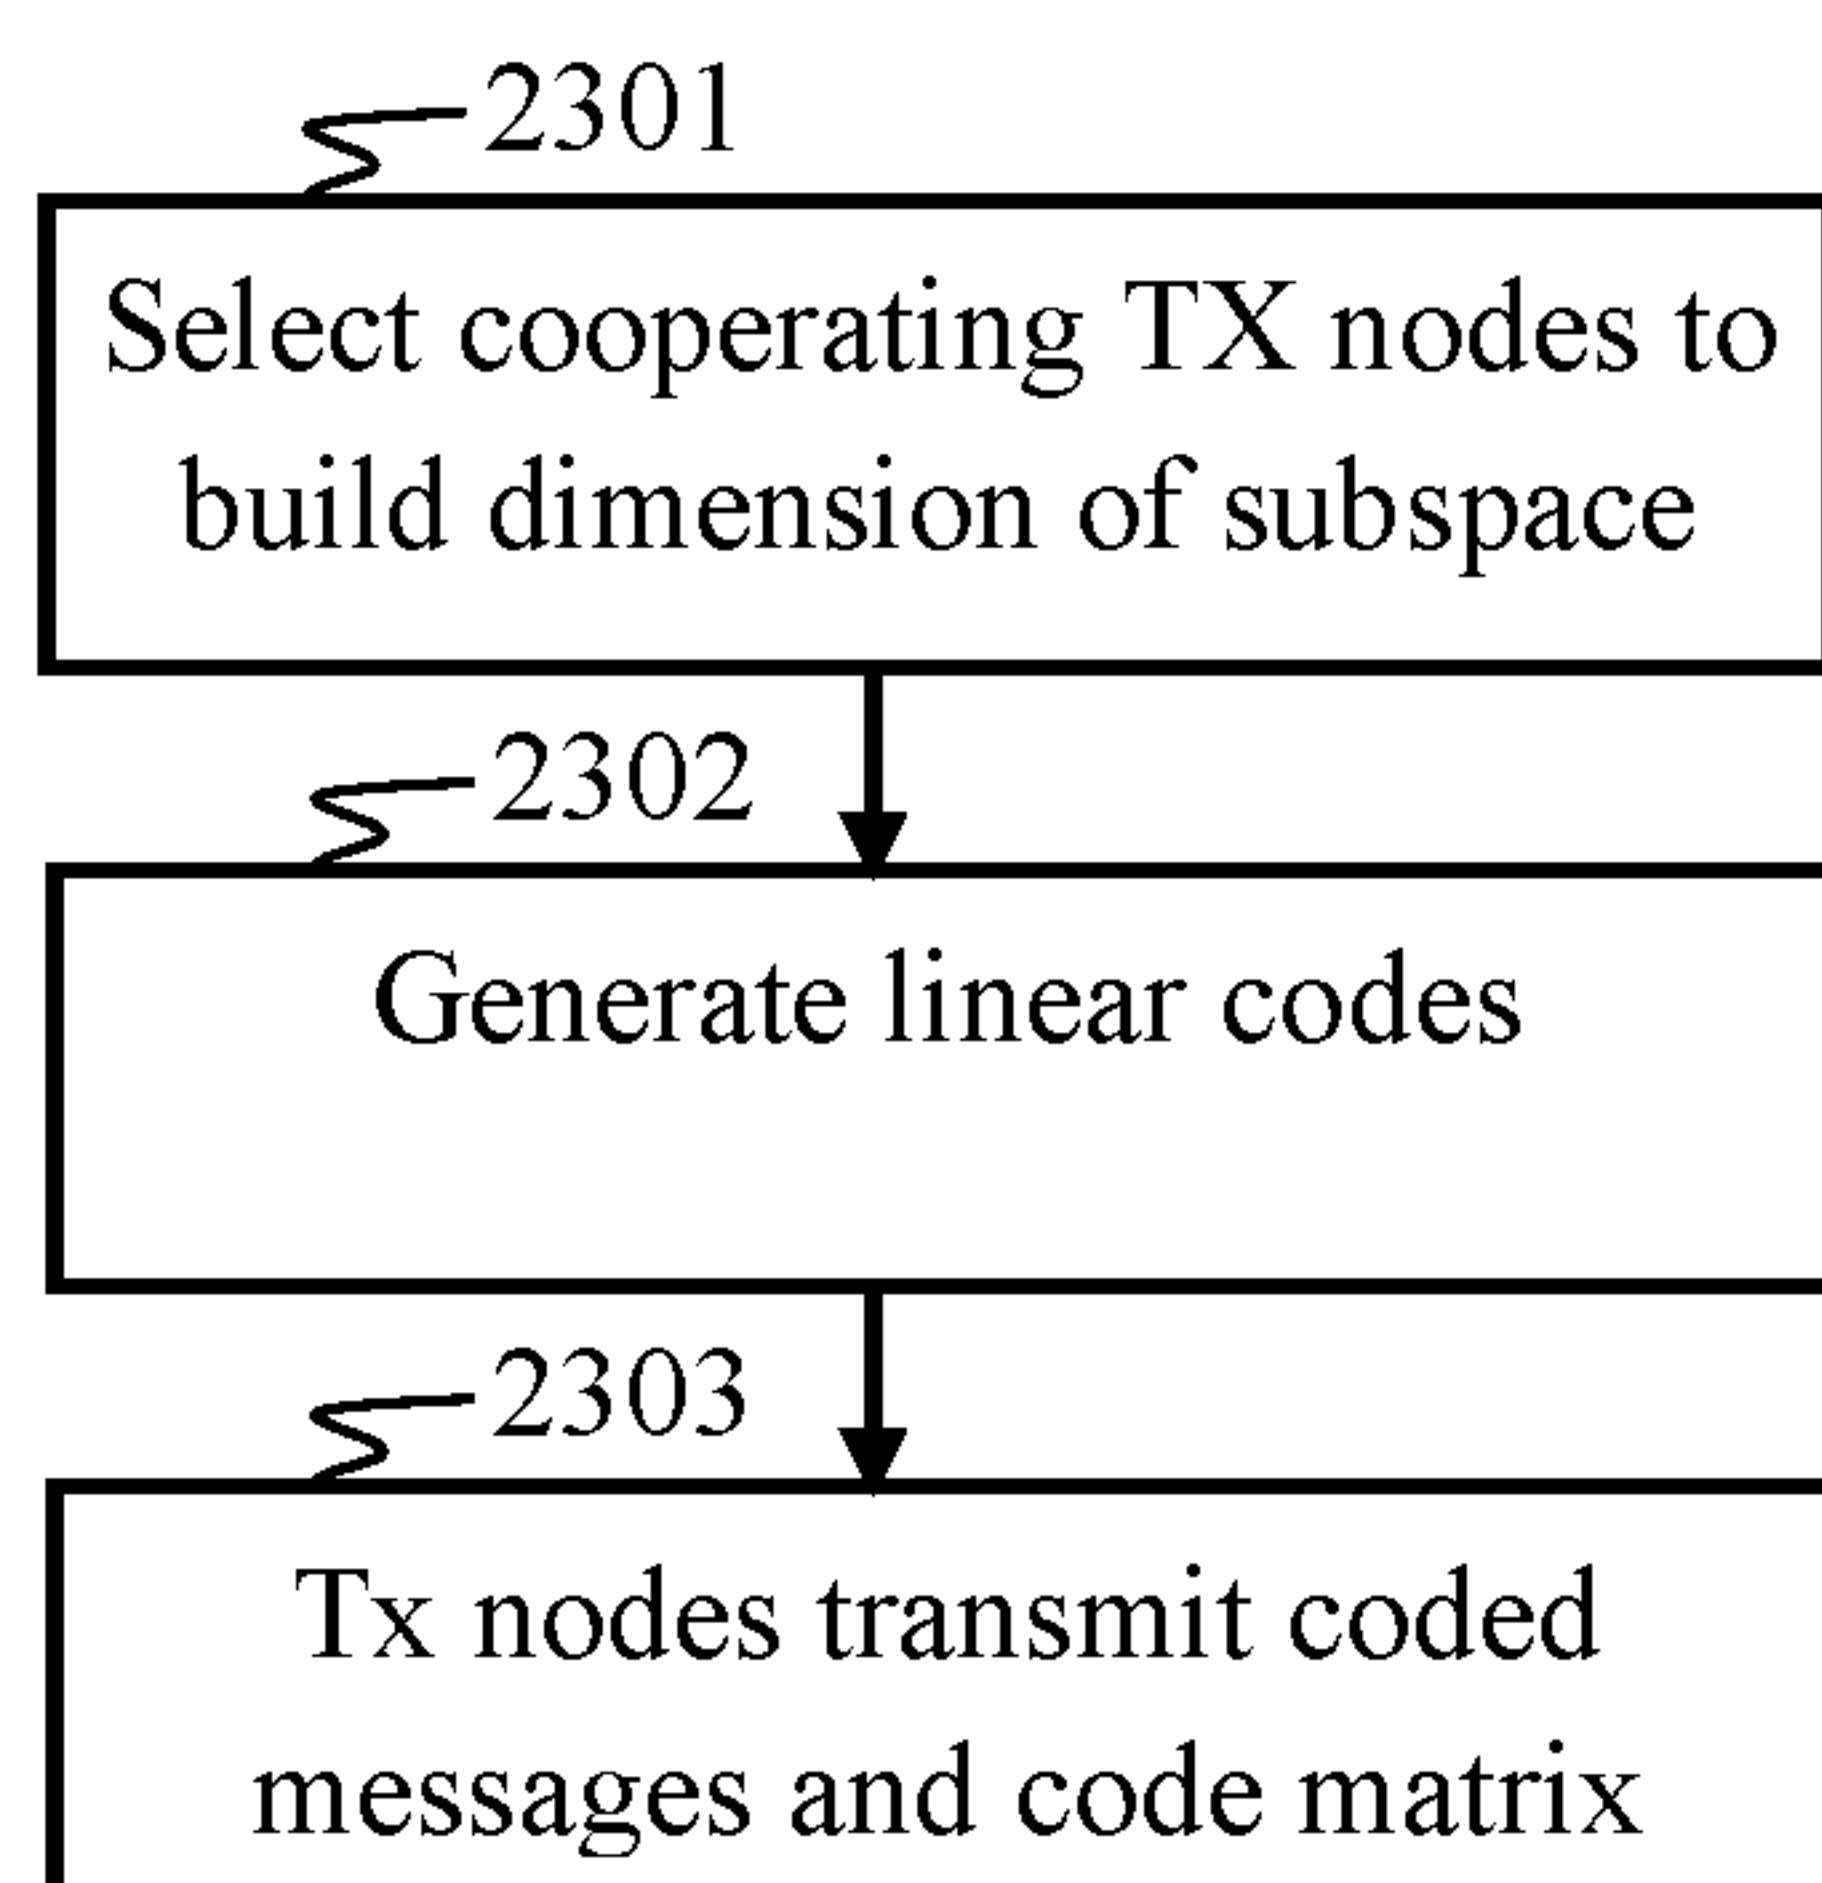 2301
Select cooperating TX nodes to
build dimension of subspace
2302
Generate linear codes
2303
Tx nodes transmit coded
messages and code matrix